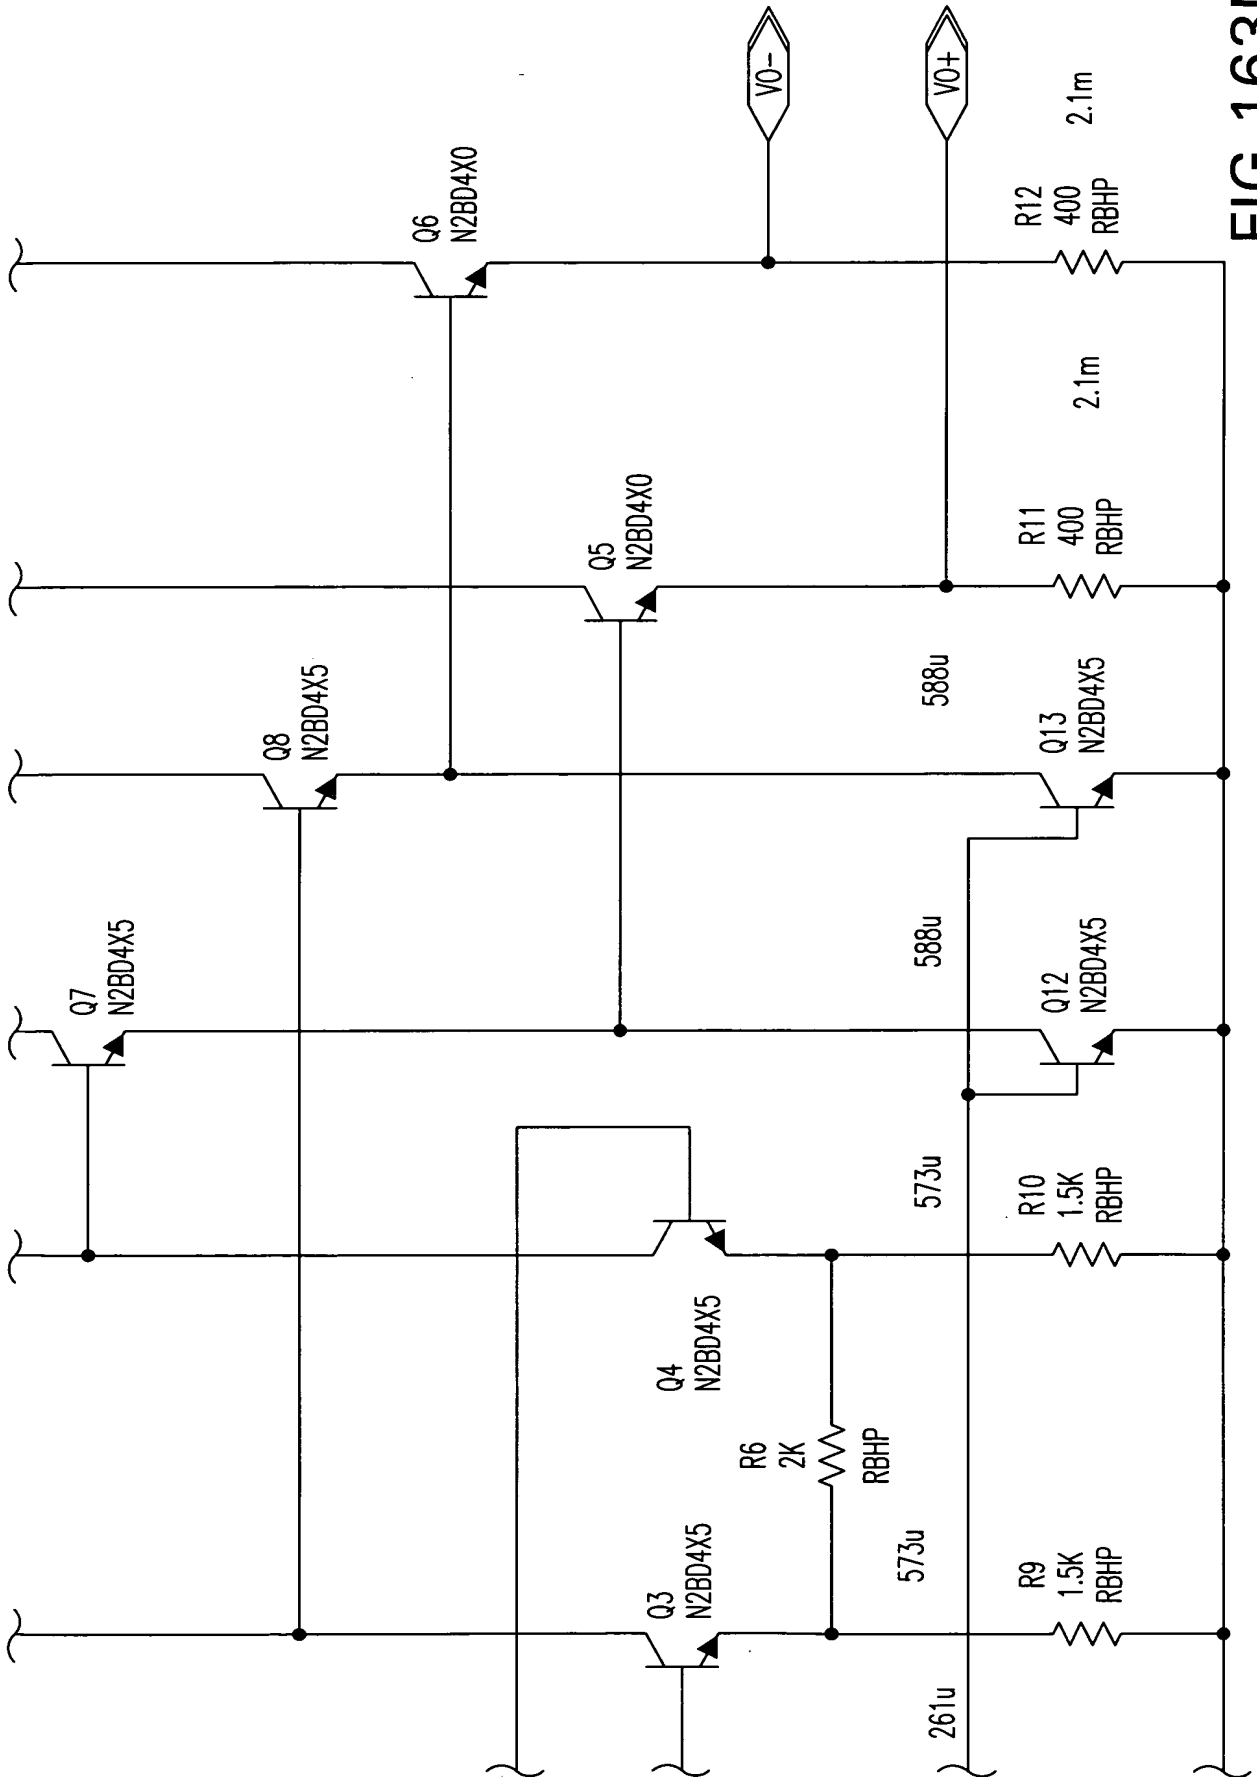 Q7
N2BD4X5
Q8
N2BD4X5
Q6
N2BD4X0
Q5
N2BD4X0
Q3
N2BD4X5
Q4
N2BD4X5
R6
2K
RBHP
VO-
VO+
261u
573u
573u
588u
588u
R9
1.5K
RBHP
R10
1.5K
RBHP
Q12
N2BD4X5
Q13
N2BD4X5
R11
400
RBHP
2.1m
R12
400
RBHP
2.1m